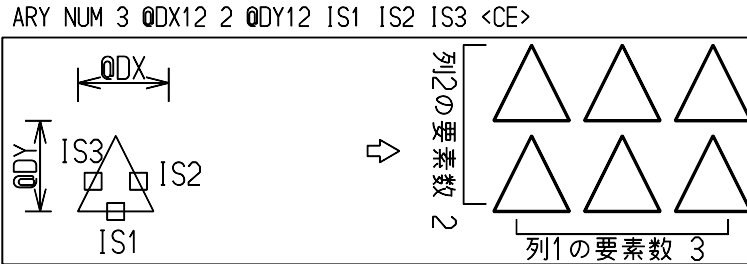 ARY NUM 3 @DX12 2 @DY12 IS1 IS2 IS3 <CE>
@DX
@DY
IS3
IS2
IS1
列2の要素数 2
列1の要素数 3